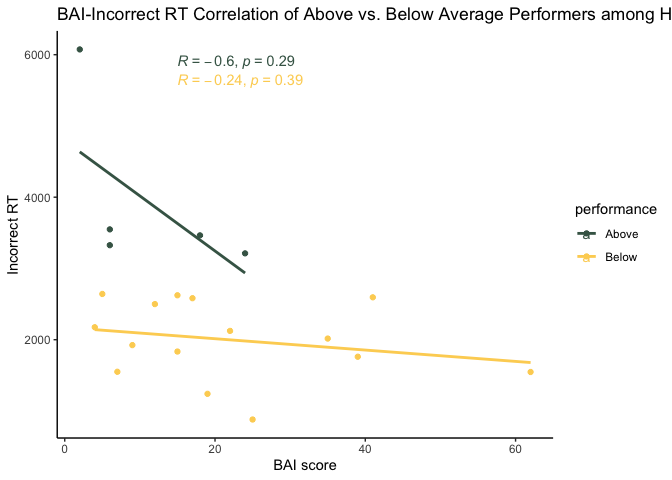 BAI-Incorrect RT Correlation of Above vs. Below Average Performers among H
R = −0.6, p = 0.29
R = −0.24, p = 0.39
6000
4000
2000
Incorrect RT
0
20
40
60
BAI score
performance
a Above
a Below